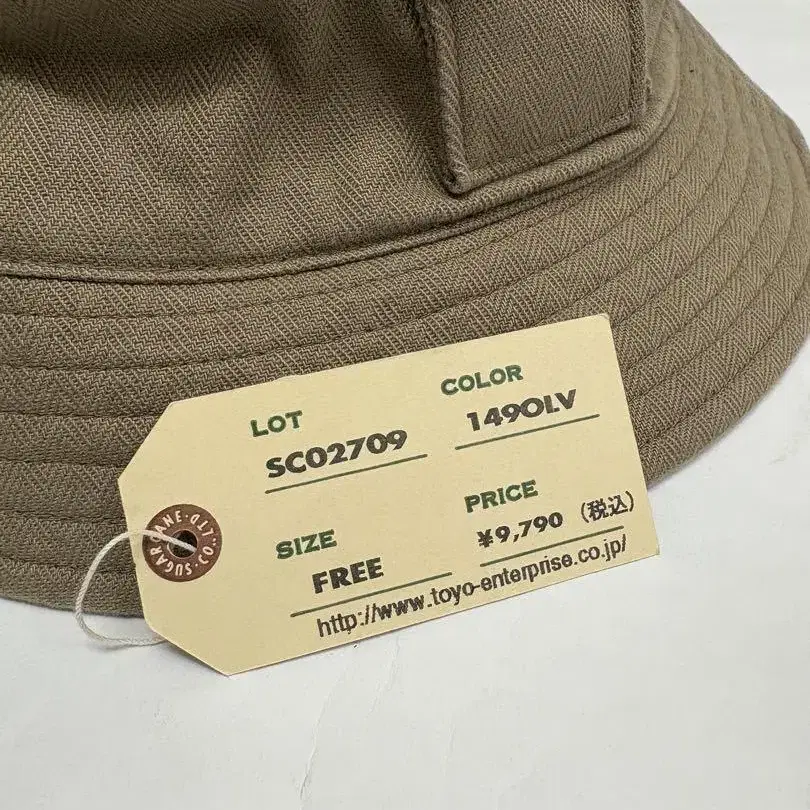 LOT
SC02709
COLOR
149OLV
SIZE
FREE
PRICE
¥9,790 (税込)
http://www.toyo-enterprise.co.jp/
SUGAR CANE·CO.,LTD·